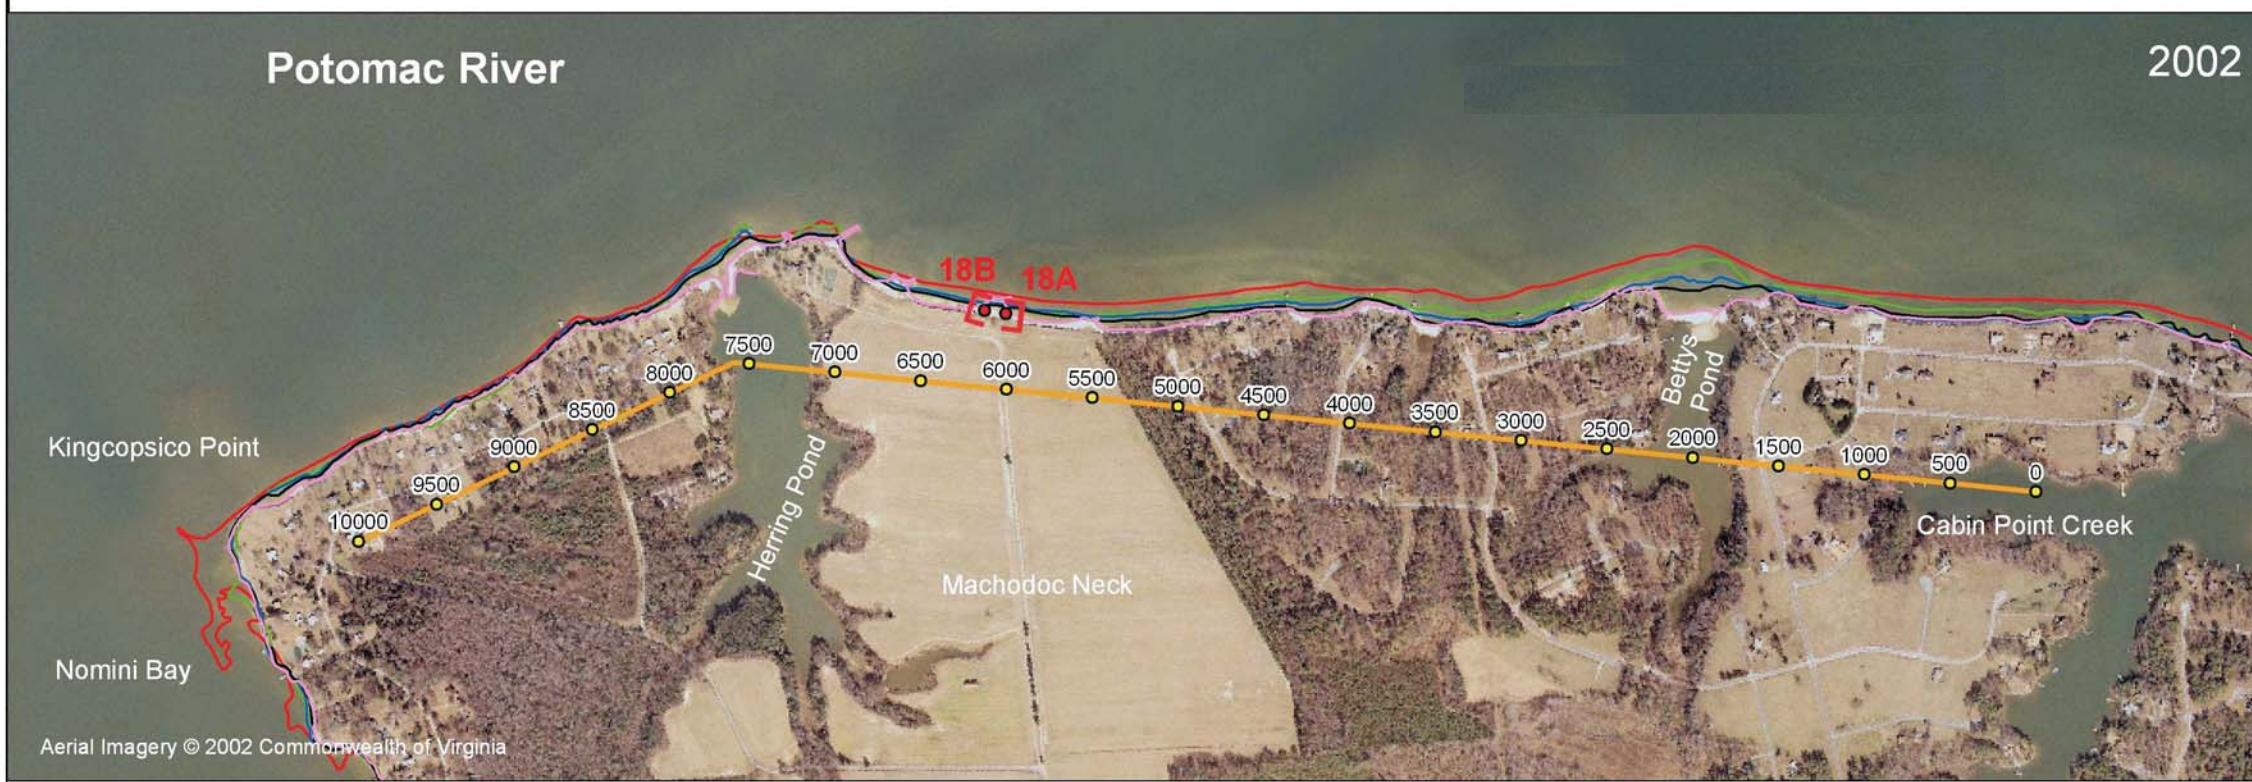 Potomac River
2002
18B
18A
7500
7000
6500
6000
5500
5000
4500
4000
3500
3000
2500
2000
1500
1000
500
0
8000
8500
9000
9500
10000
Bettys
Pond
Kingcopsico Point
Herring Pond
Cabin Point Creek
Machodoc Neck
Nomini Bay
Aerial Imagery © 2002 Commonwealth of Virginia